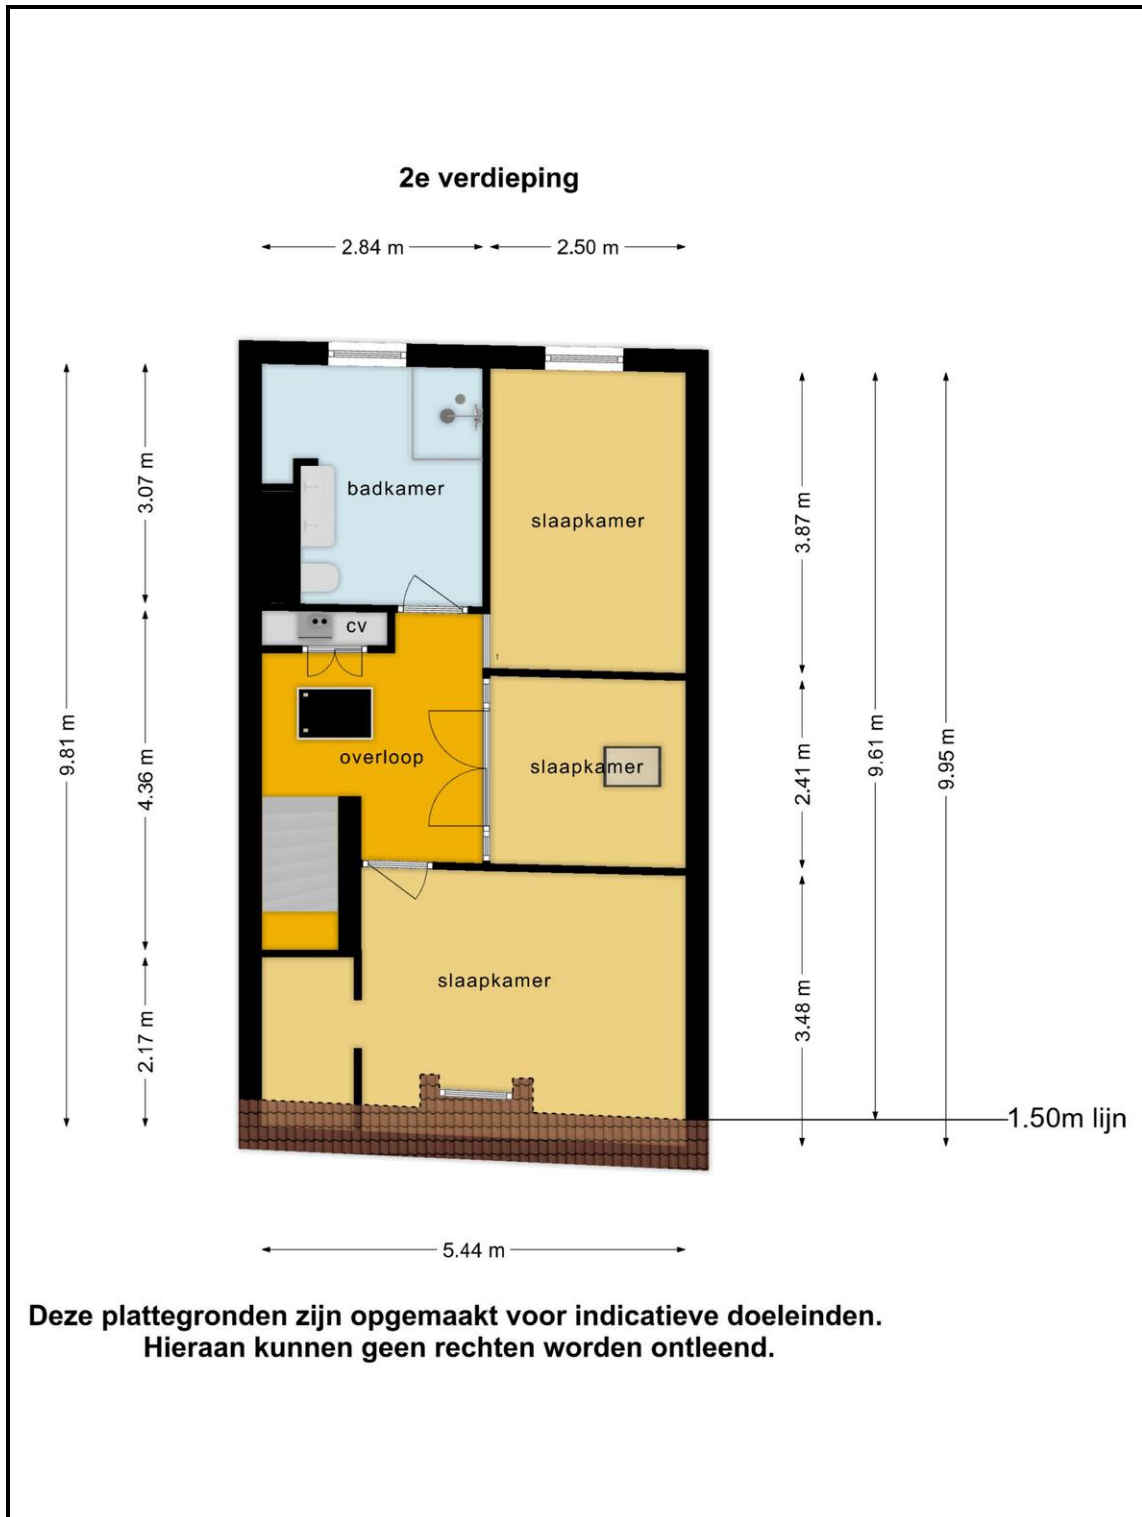 2e verdieping
2.84 m
2.50 m
badkamer
slaapkamer
cv
overloop
slaapkamer
slaapkamer
3.07 m
4.36 m
9.81 m
2.17 m
3.87 m
2.41 m
9.61 m
9.95 m
3.48 m
1.50m lijn
5.44 m
Deze plattegronden zijn opgemaakt voor indicatieve doeleinden.
Hieraan kunnen geen rechten worden ontleend.